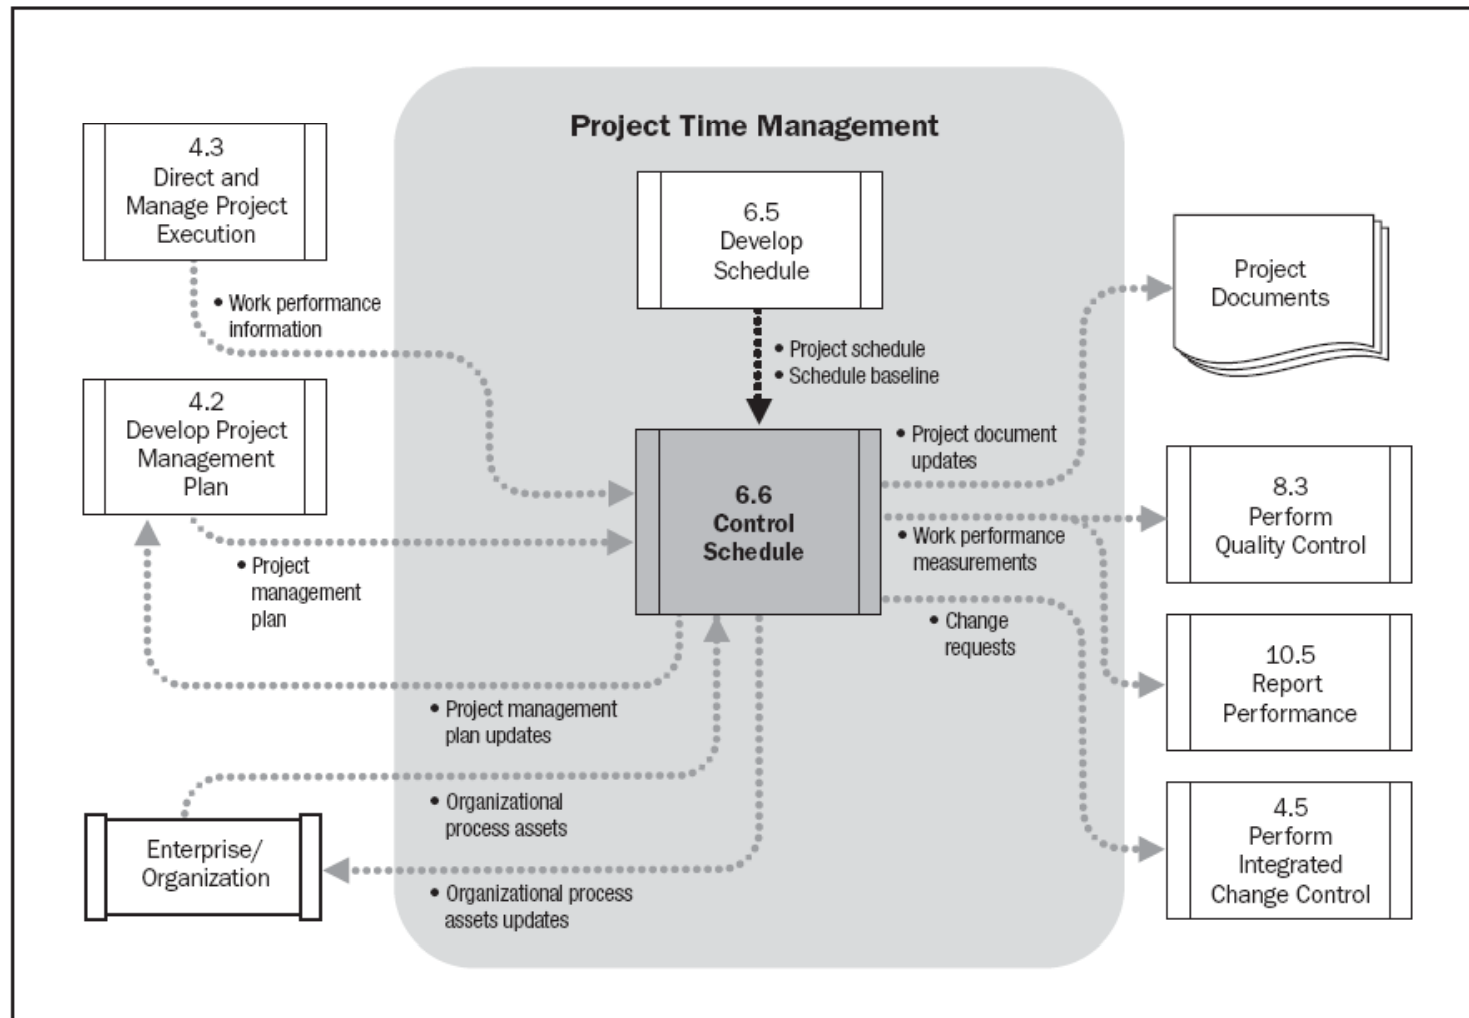 Project Time Management
4.3
Direct and
Manage Project
Execution
6.5
Develop
Schedule
Project
Documents
• Work performance
information
• Project schedule
• Schedule baseline
4.2
Develop Project
Management
Plan
• Project document
updates
6.6
Control
Schedule
8.3
Perform
Quality Control
• Work performance
measurements
• Project
management
plan
• Change
requests
10.5
Report
Performance
• Project management
plan updates
• Organizational
process assets
4.5
Perform
Integrated
Change Control
Enterprise/
Organization
• Organizational process
assets updates